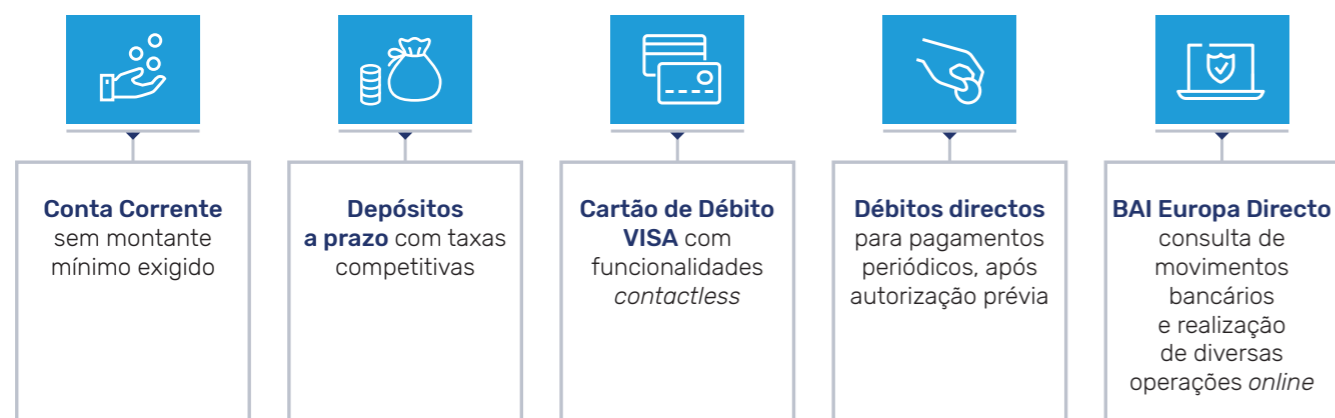 Conta Corrente
sem montante
mínimo exigido
Depósitos
a prazo com taxas
competitivas
Cartão de Débito
VISA com
funcionalidades
contactless
Débitos directos
para pagamentos
periódicos, após
autorização prévia
BAI Europa Directo
consulta de
movimentos
bancários
e realização
de diversas
operações online